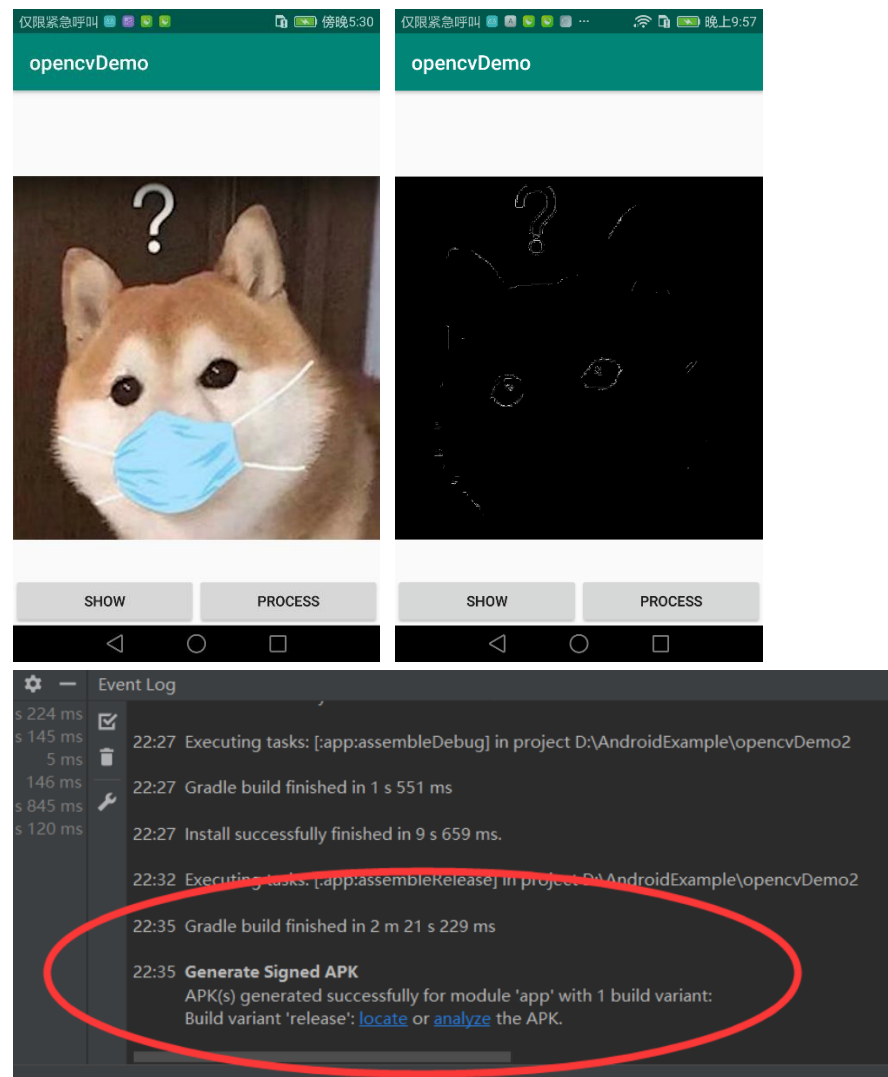 仅限紧急呼叫
傍晚5:30
opencvDemo
?
SHOW
PROCESS
仅限紧急呼叫
A
···
晚上9:57
opencvDemo
?
SHOW
PROCESS
Event Log
s 224 ms
s 145 ms
5 ms
146 ms
s 845 ms
s 120 ms
22:27 Executing tasks: [:app:assembleDebug] in project D:\AndroidExample\opencvDemo2
22:27 Gradle build finished in 1 s 551 ms
22:27 Install successfully finished in 9 s 659 ms.
22:32 Executing tasks: [:app:assembleRelease] in project D:\AndroidExample\opencvDemo2
22:35 Gradle build finished in 2 m 21 s 229 ms
22:35 Generate Signed APK
APK(s) generated successfully for module 'app' with 1 build variant:
Build variant 'release': locate or analyze the APK.